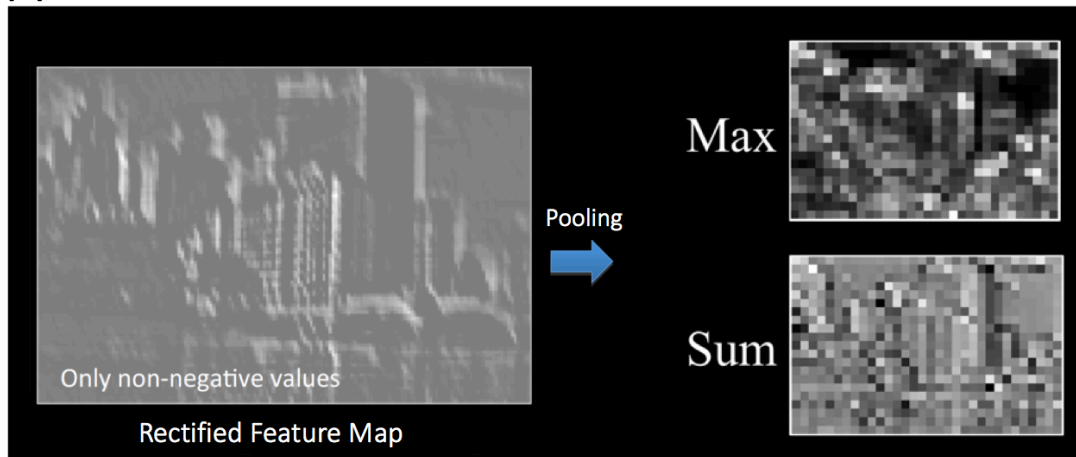 Only non-negative values
Rectified Feature Map
Pooling
Max
Sum